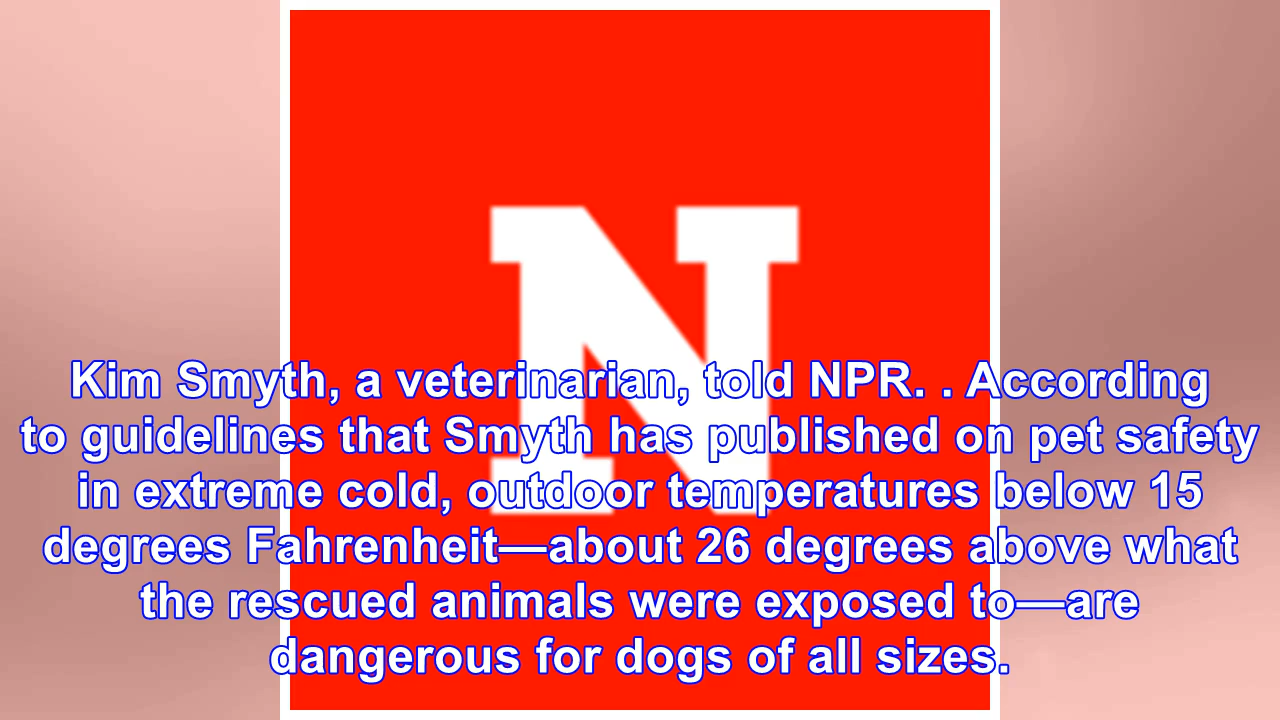 N
Kim Smyth, a veterinarian, told NPR. . According
to guidelines that Smyth has published on pet safety
in extreme cold, outdoor temperatures below 15
degrees Fahrenheit—about 26 degrees above what
the rescued animals were exposed to—are
dangerous for dogs of all sizes.